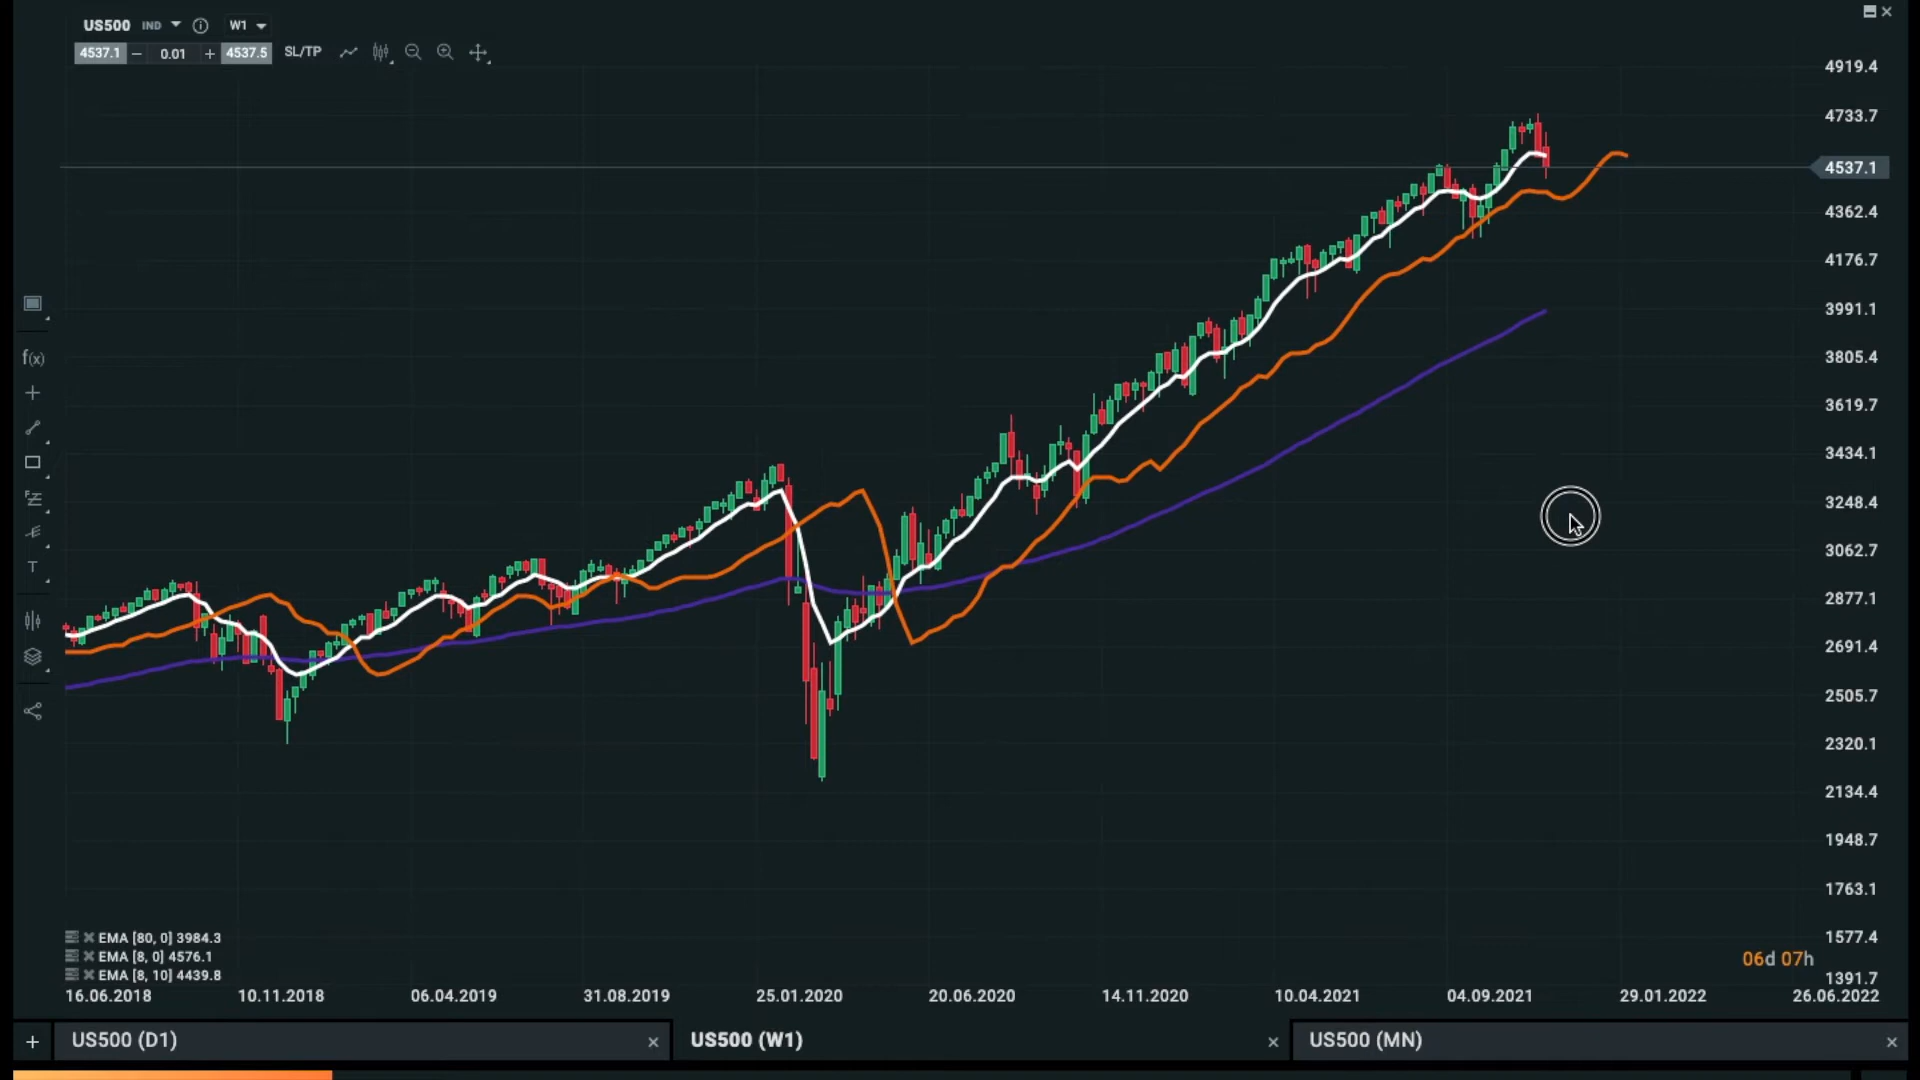 US500 IND W1
4537.1 − 0.01 + 4537.5 SL/TP
4919.4
4733.7
4537.1
4362.4
4176.7
3991.1
3805.4
3619.7
3434.1
3248.4
3062.7
2877.1
2691.4
2505.7
2320.1
2134.4
1948.7
1763.1
1577.4
1391.7
f(x)
T
06d 07h
EMA [80, 0] 3984.3
EMA [8, 0] 4576.1
EMA [8, 10] 4439.8
16.06.2018 10.11.2018 06.04.2019 31.08.2019 25.01.2020 20.06.2020 14.11.2020 10.04.2021 04.09.2021 29.01.2022 26.06.2022
+ US500 (D1) × US500 (W1) × US500 (MN) ×